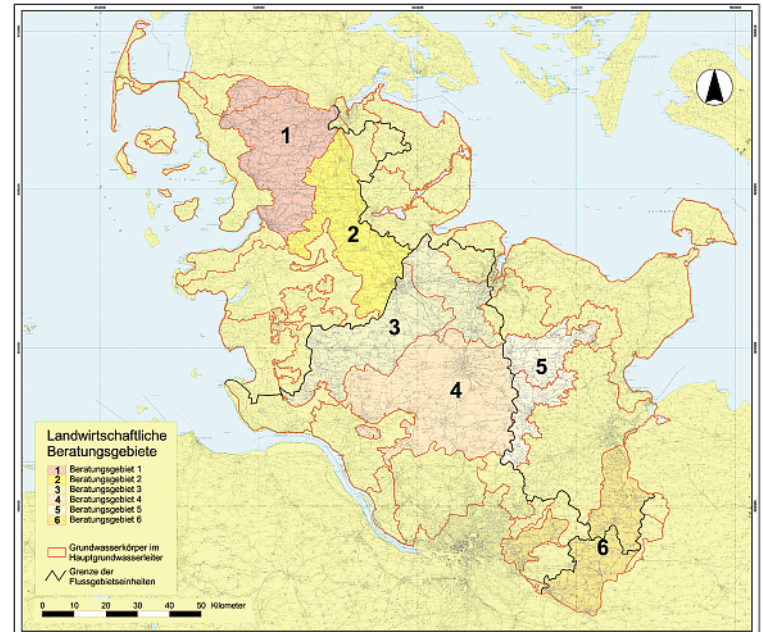 1
2
3
4
5
6
Landwirtschaftliche
Beratungsgebiete
1 Beratungsgebiet 1
2 Beratungsgebiet 2
3 Beratungsgebiet 3
4 Beratungsgebiet 4
5 Beratungsgebiet 5
6 Beratungsgebiet 6
Grundwasserkörper im
Hauptgrundwasserleiter
Grenze der
Flussgebietseinheiten
0 10 20 30 40 50 Kilometer